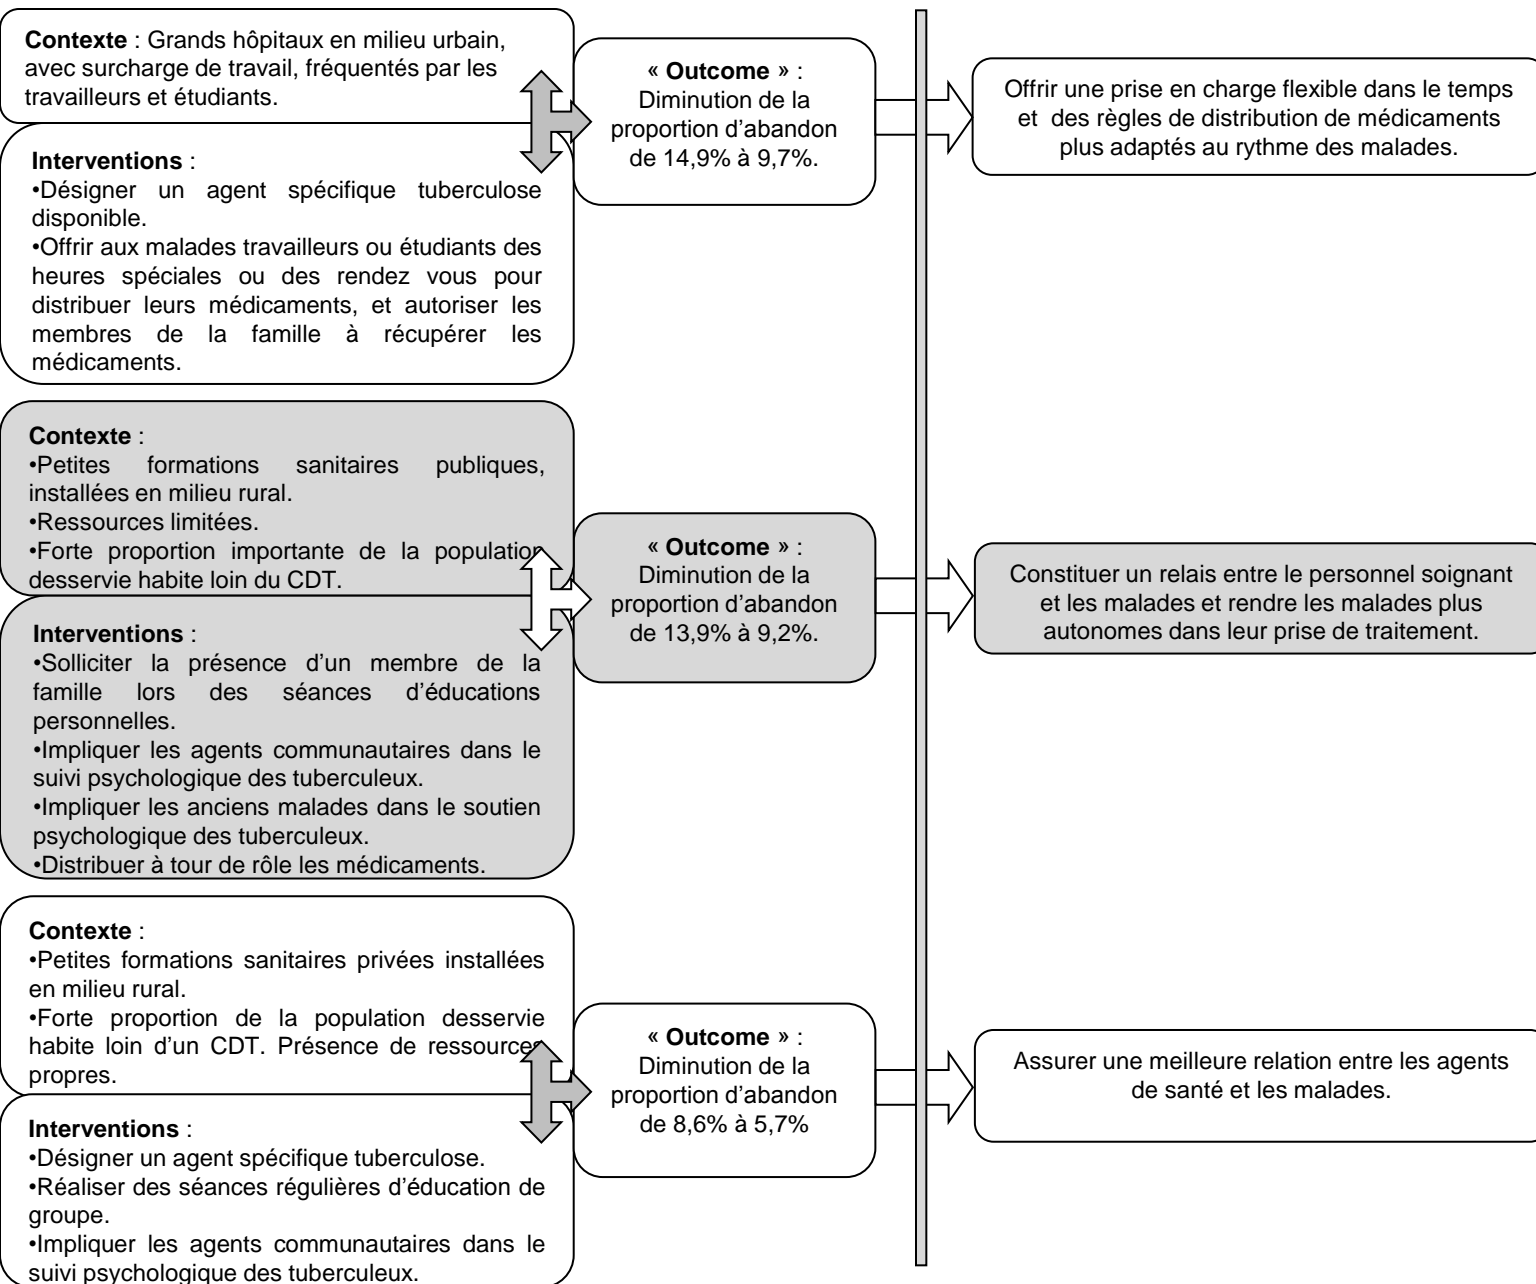 Contexte : Grands hôpitaux en milieu urbain,
avec surcharge de travail, fréquentés par les
travailleurs et étudiants.
Interventions :
•Désigner un agent spécifique tuberculose
disponible.
•Offrir aux malades travailleurs ou étudiants des
heures spéciales ou des rendez vous pour
distribuer leurs médicaments, et autoriser les
membres de la famille à récupérer les
médicaments.
« Outcome » :
Diminution de la
proportion d’abandon
de 14,9% à 9,7%.
Offrir une prise en charge flexible dans le temps
et des règles de distribution de médicaments
plus adaptés au rythme des malades.
Contexte :
•Petites formations sanitaires publiques,
installées en milieu rural.
•Ressources limitées.
•Forte proportion importante de la population
desservie habite loin du CDT.
Interventions :
•Solliciter la présence d’un membre de la
famille lors des séances d’éducations
personnelles.
•Impliquer les agents communautaires dans le
suivi psychologique des tuberculeux.
•Impliquer les anciens malades dans le soutien
psychologique des tuberculeux.
•Distribuer à tour de rôle les médicaments.
« Outcome » :
Diminution de la
proportion d’abandon
de 13,9% à 9,2%.
Constituer un relais entre le personnel soignant
et les malades et rendre les malades plus
autonomes dans leur prise de traitement.
Contexte :
•Petites formations sanitaires privées installées
en milieu rural.
•Forte proportion de la population desservie
habite loin d’un CDT. Présence de ressources
propres.
Interventions :
•Désigner un agent spécifique tuberculose.
•Réaliser des séances régulières d’éducation de
groupe.
•Impliquer les agents communautaires dans le
suivi psychologique des tuberculeux.
« Outcome » :
Diminution de la
proportion d’abandon
de 8,6% à 5,7%
Assurer une meilleure relation entre les agents
de santé et les malades.